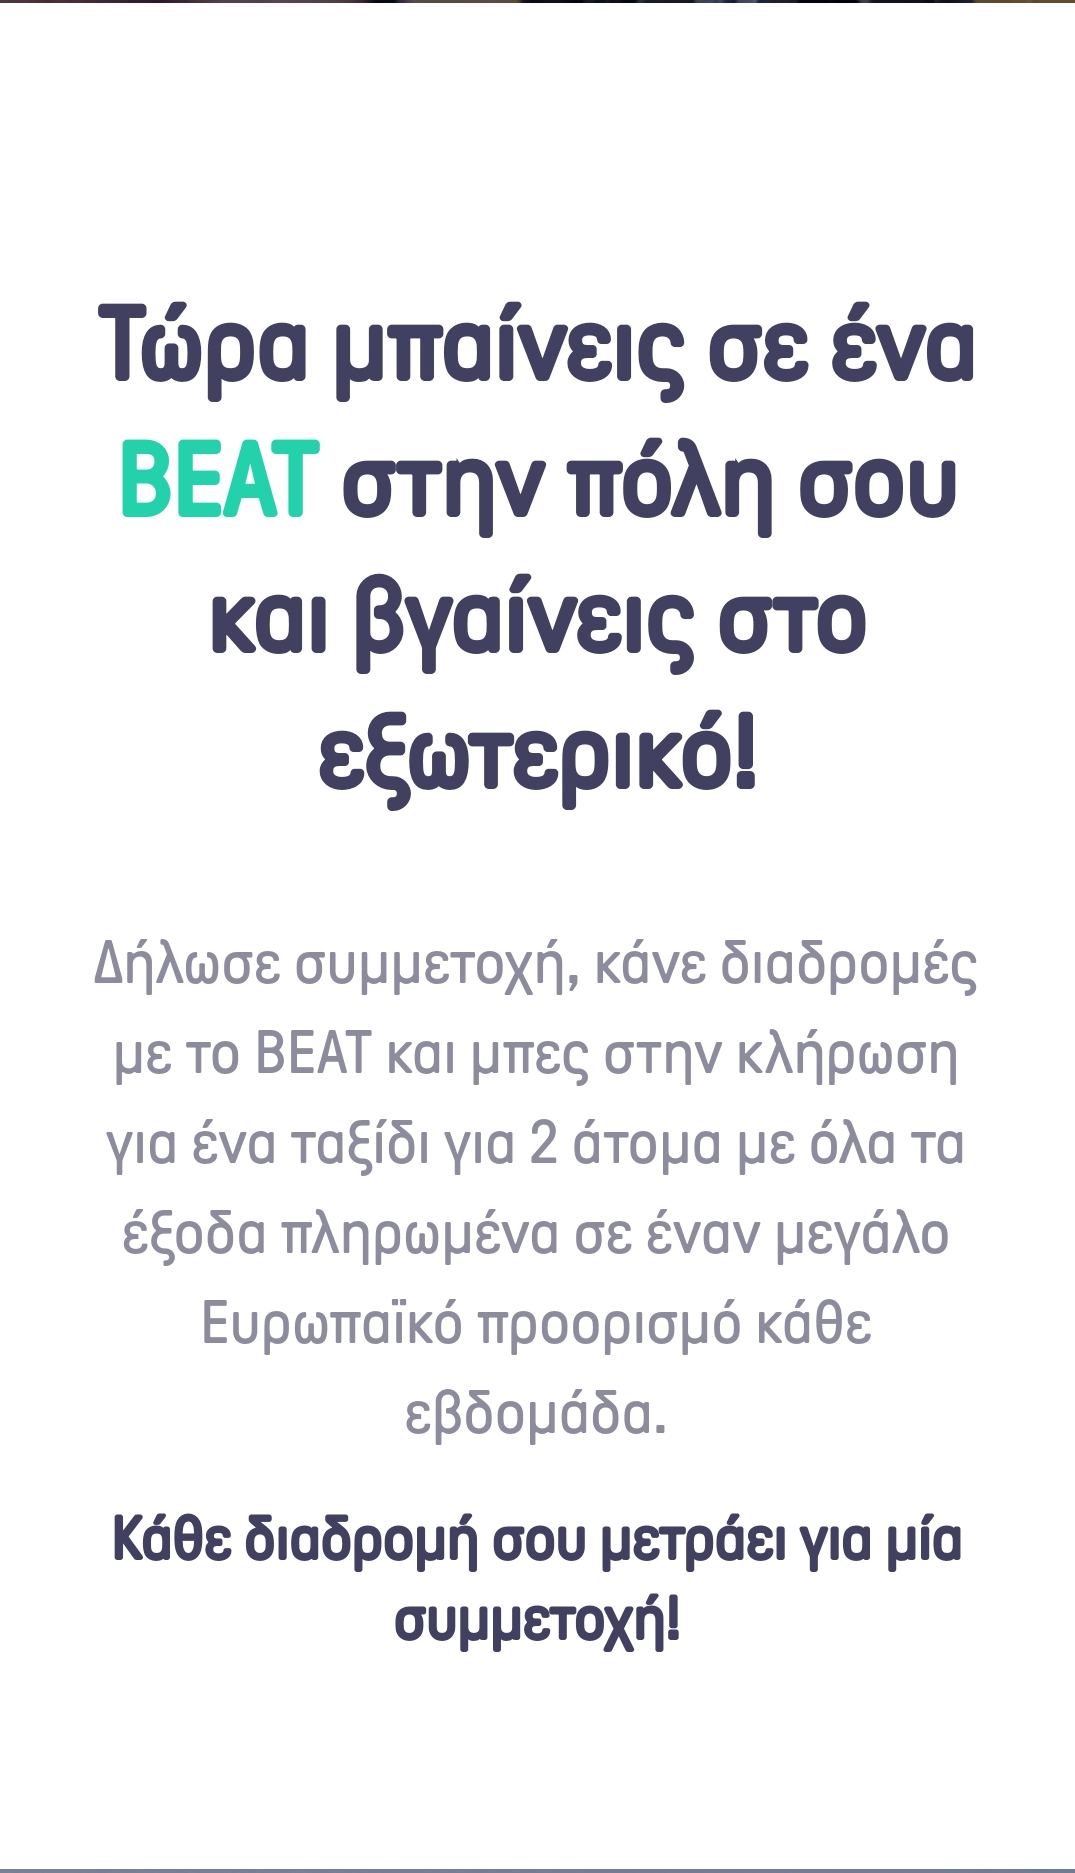 Τώρα μπαίνεις σε ένα
BEAT στην πόλη σου
και βγαίνεις στο
εξωτερικό!
Δήλωσε συμμετοχή, κάνε διαδρομές
με το BEAT και μπες στην κλήρωση
για ένα ταξίδι για 2 άτομα με όλα τα
έξοδα πληρωμένα σε έναν μεγάλο
Ευρωπαϊκό προορισμό κάθε
εβδομάδα.
Κάθε διαδρομή σου μετράει για μία
συμμετοχή!